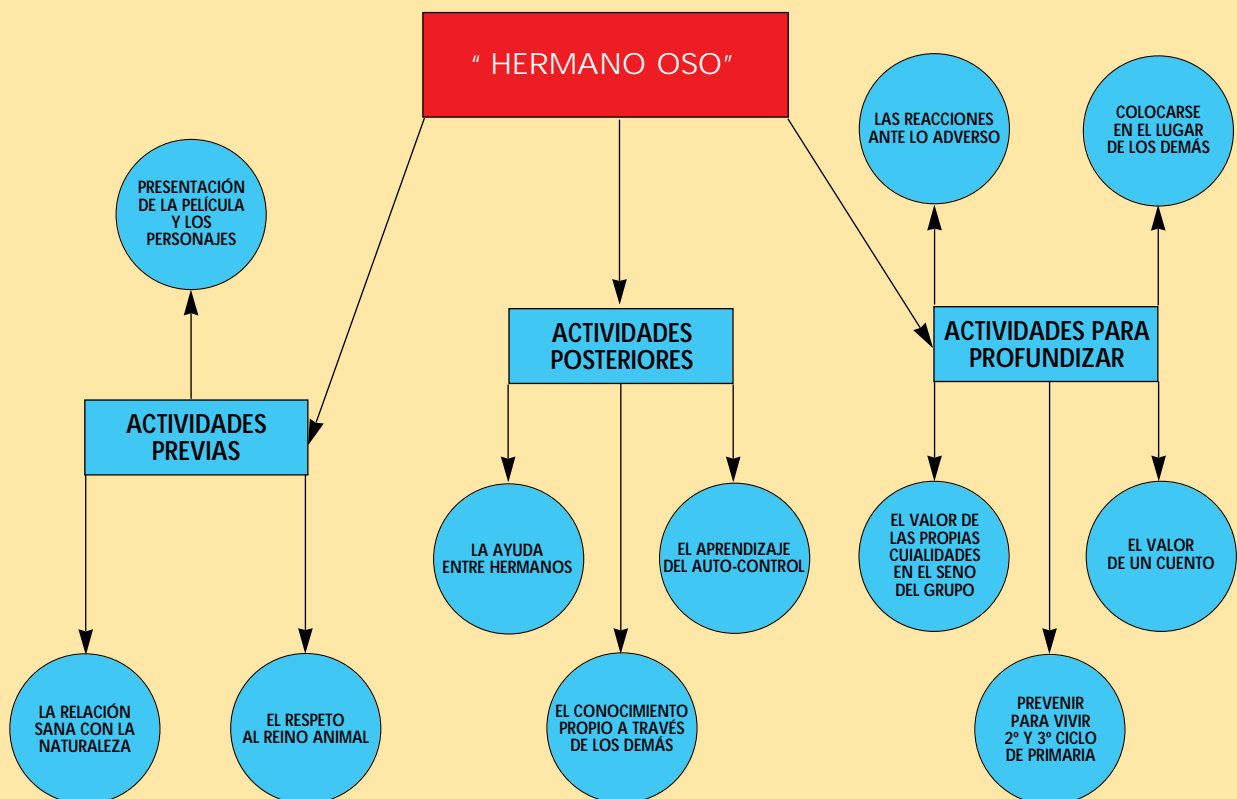 “ HERMANO OSO”
LAS REACCIONES
ANTE LO ADVERSO
COLOCARSE
EN EL LUGAR
DE LOS DEMÁS
PRESENTACIÓN
DE LA PELÍCULA
Y LOS
PERSONAJES
ACTIVIDADES
PREVIAS
LA RELACIÓN
SANA CON LA
NATURALEZA
EL RESPETO
AL REINO ANIMAL
ACTIVIDADES
POSTERIORES
LA AYUDA
ENTRE HERMANOS
EL CONOCIMIENTO
PROPIO A TRAVÉS
DE LOS DEMÁS
EL APRENDIZAJE
DEL AUTO-CONTROL
ACTIVIDADES PARA
PROFUNDIZAR
EL VALOR DE
LAS PROPIAS
CUIALIDADES
EN EL SENO
DEL GRUPO
PREVENIR
PARA VIVIR
2º Y 3º CICLO
DE PRIMARIA
EL VALOR
DE UN CUENTO